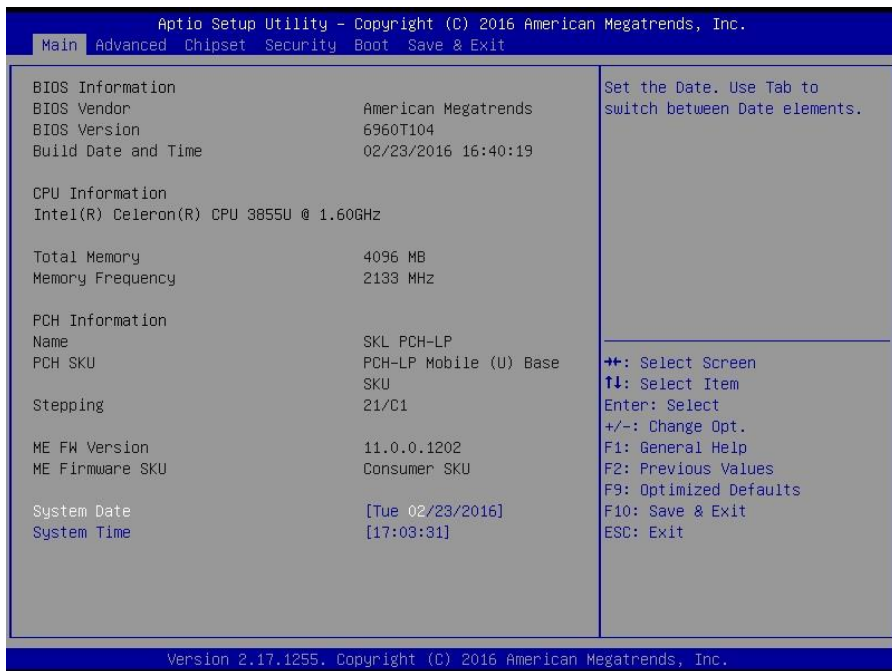 Aptio Setup Utility – Copyright (C) 2016 American Megatrends, Inc.
Main Advanced Chipset Security Boot Save & Exit
BIOS Information
BIOS Vendor American Megatrends
BIOS Version 6960T104
Build Date and Time 02/23/2016 16:40:19
CPU Information
Intel(R) Celeron(R) CPU 3855U @ 1.60GHz
Total Memory 4096 MB
Memory Frequency 2133 MHz
PCH Information
Name SKL PCH-LP
PCH SKU PCH-LP Mobile (U) Base
SKU
Stepping 21/C1
ME FW Version 11.0.0.1202
ME Firmware SKU Consumer SKU
System Date [Tue 02/23/2016]
System Time [17:03:31]
Set the Date. Use Tab to
switch between Date elements.
→←: Select Screen
↑↓: Select Item
Enter: Select
+/-: Change Opt.
F1: General Help
F2: Previous Values
F9: Optimized Defaults
F10: Save & Exit
ESC: Exit
Version 2.17.1255. Copyright (C) 2016 American Megatrends, Inc.